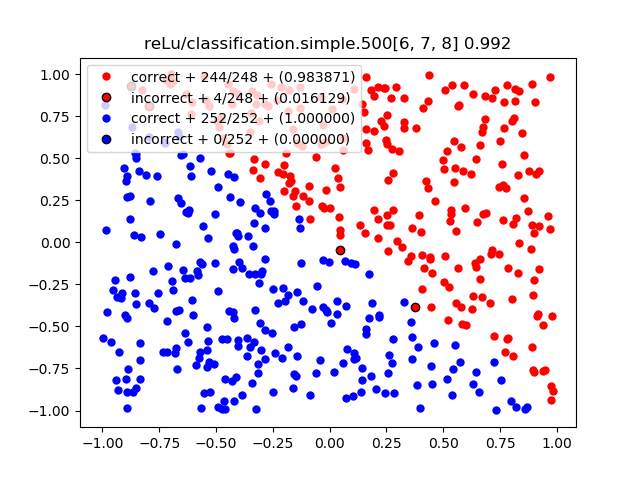 reLu/classification.simple.500[6, 7, 8] 0.992
correct + 244/248 + (0.983871)
incorrect + 4/248 + (0.016129)
correct + 252/252 + (1.000000)
incorrect + 0/252 + (0.000000)
1.00
0.75
0.50
0.25
0.00
−0.25
−0.50
−0.75
−1.00
−1.00 −0.75 −0.50 −0.25 0.00 0.25 0.50 0.75 1.00